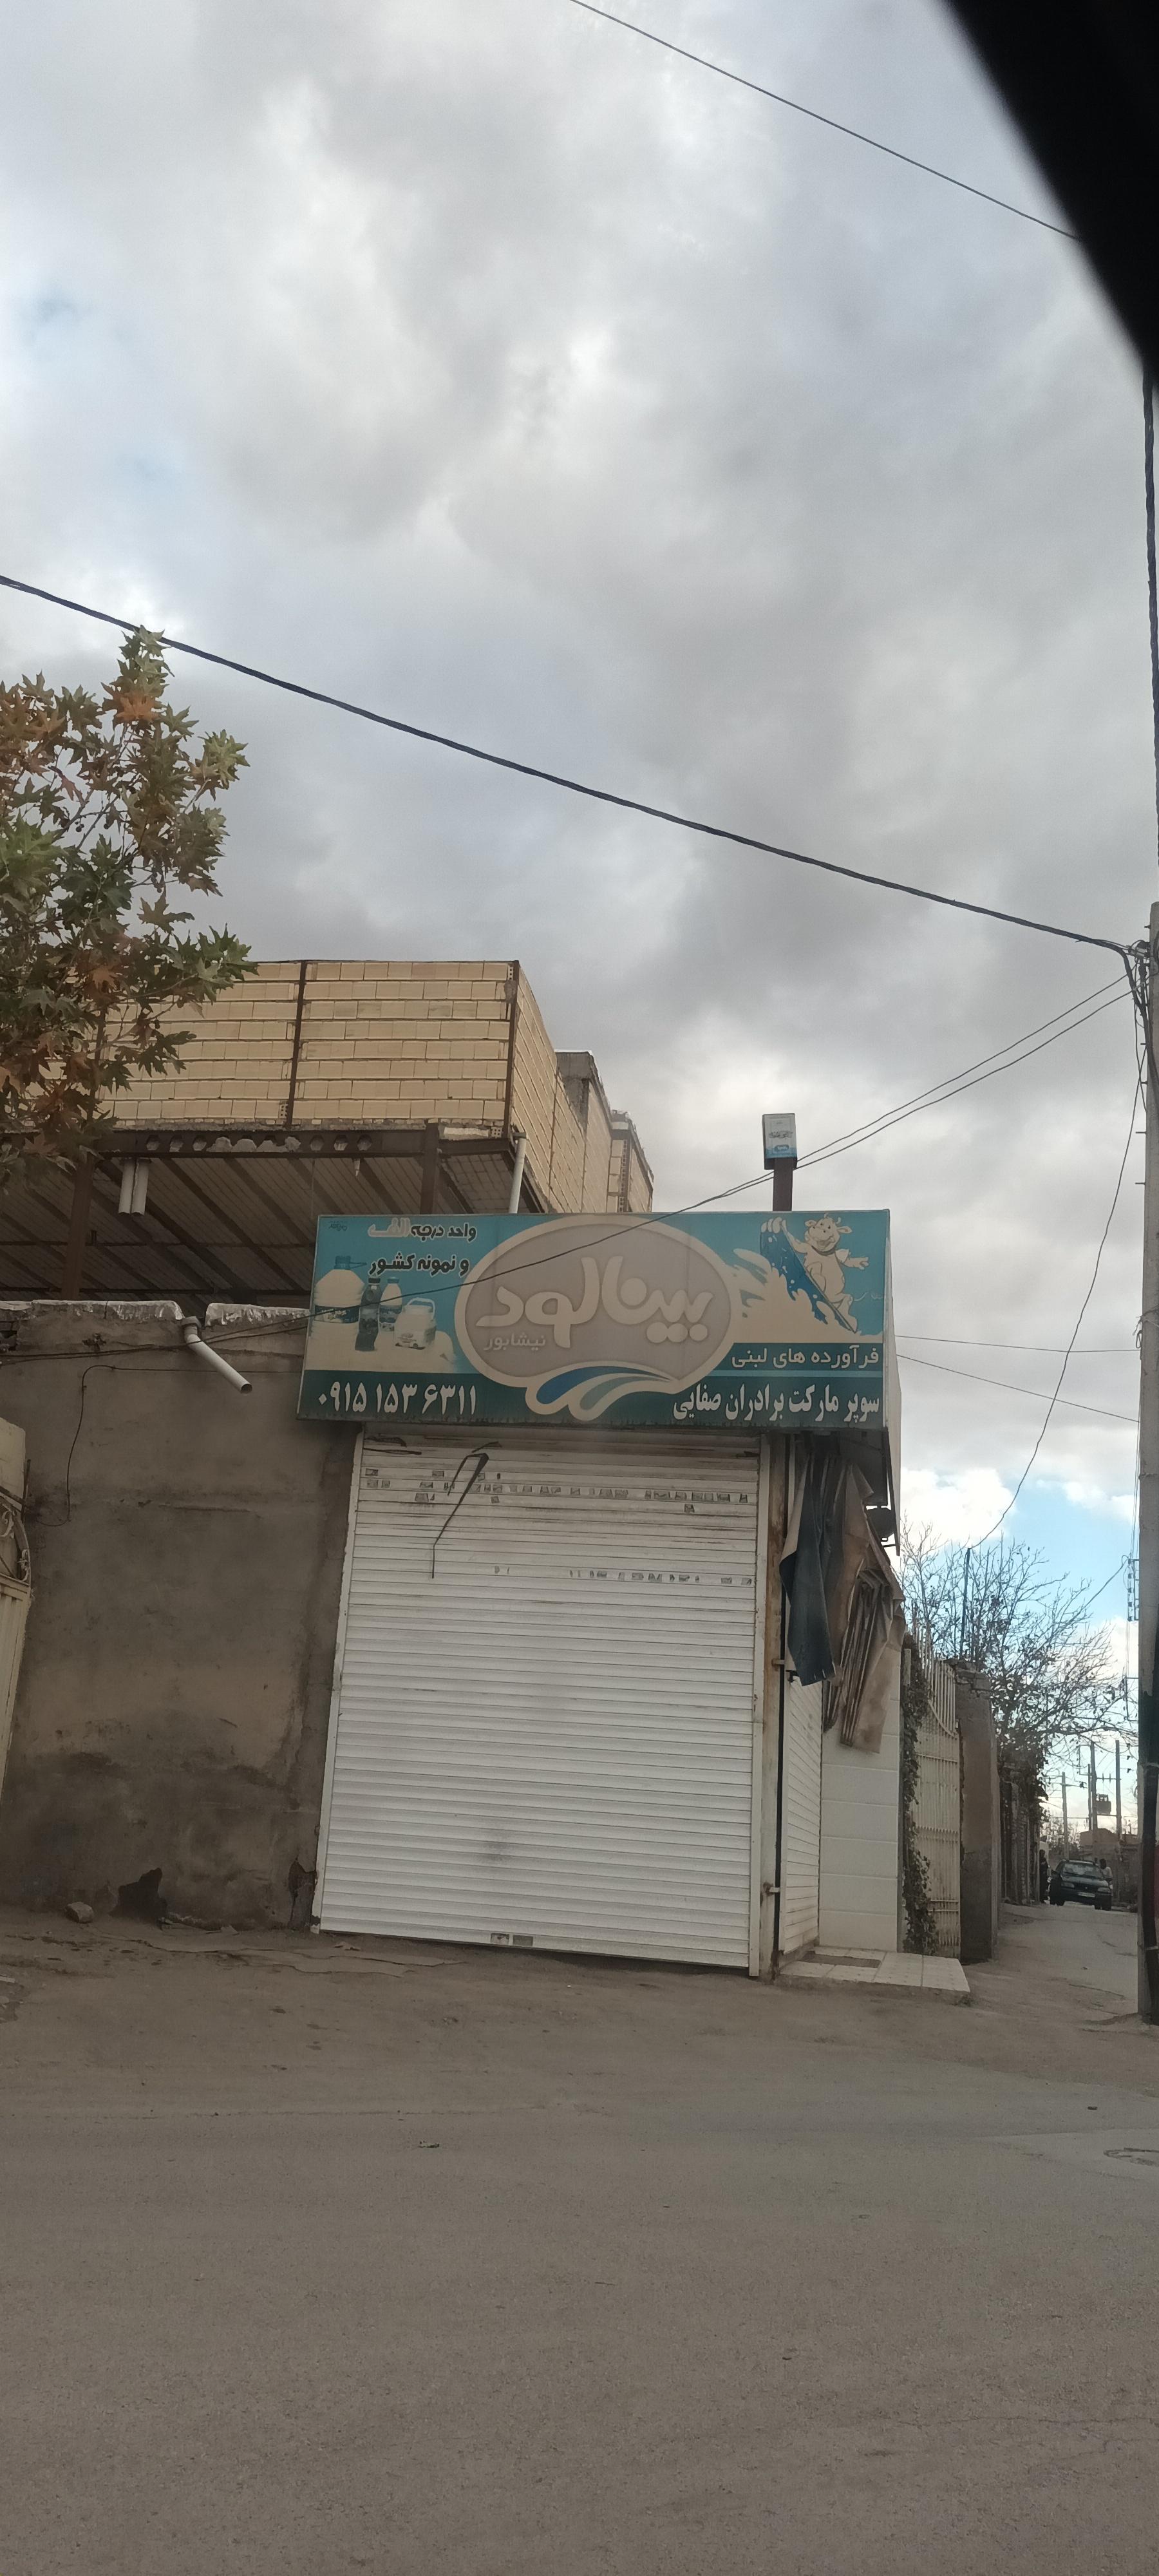 واحد درجه الف
و نمونه کشور
بینالود
نیشابور
فرآورده های لبنی
سوپر مارکت برادران صفایی
۰۹۱۵ ۱۵۳ ۶۳۱۱